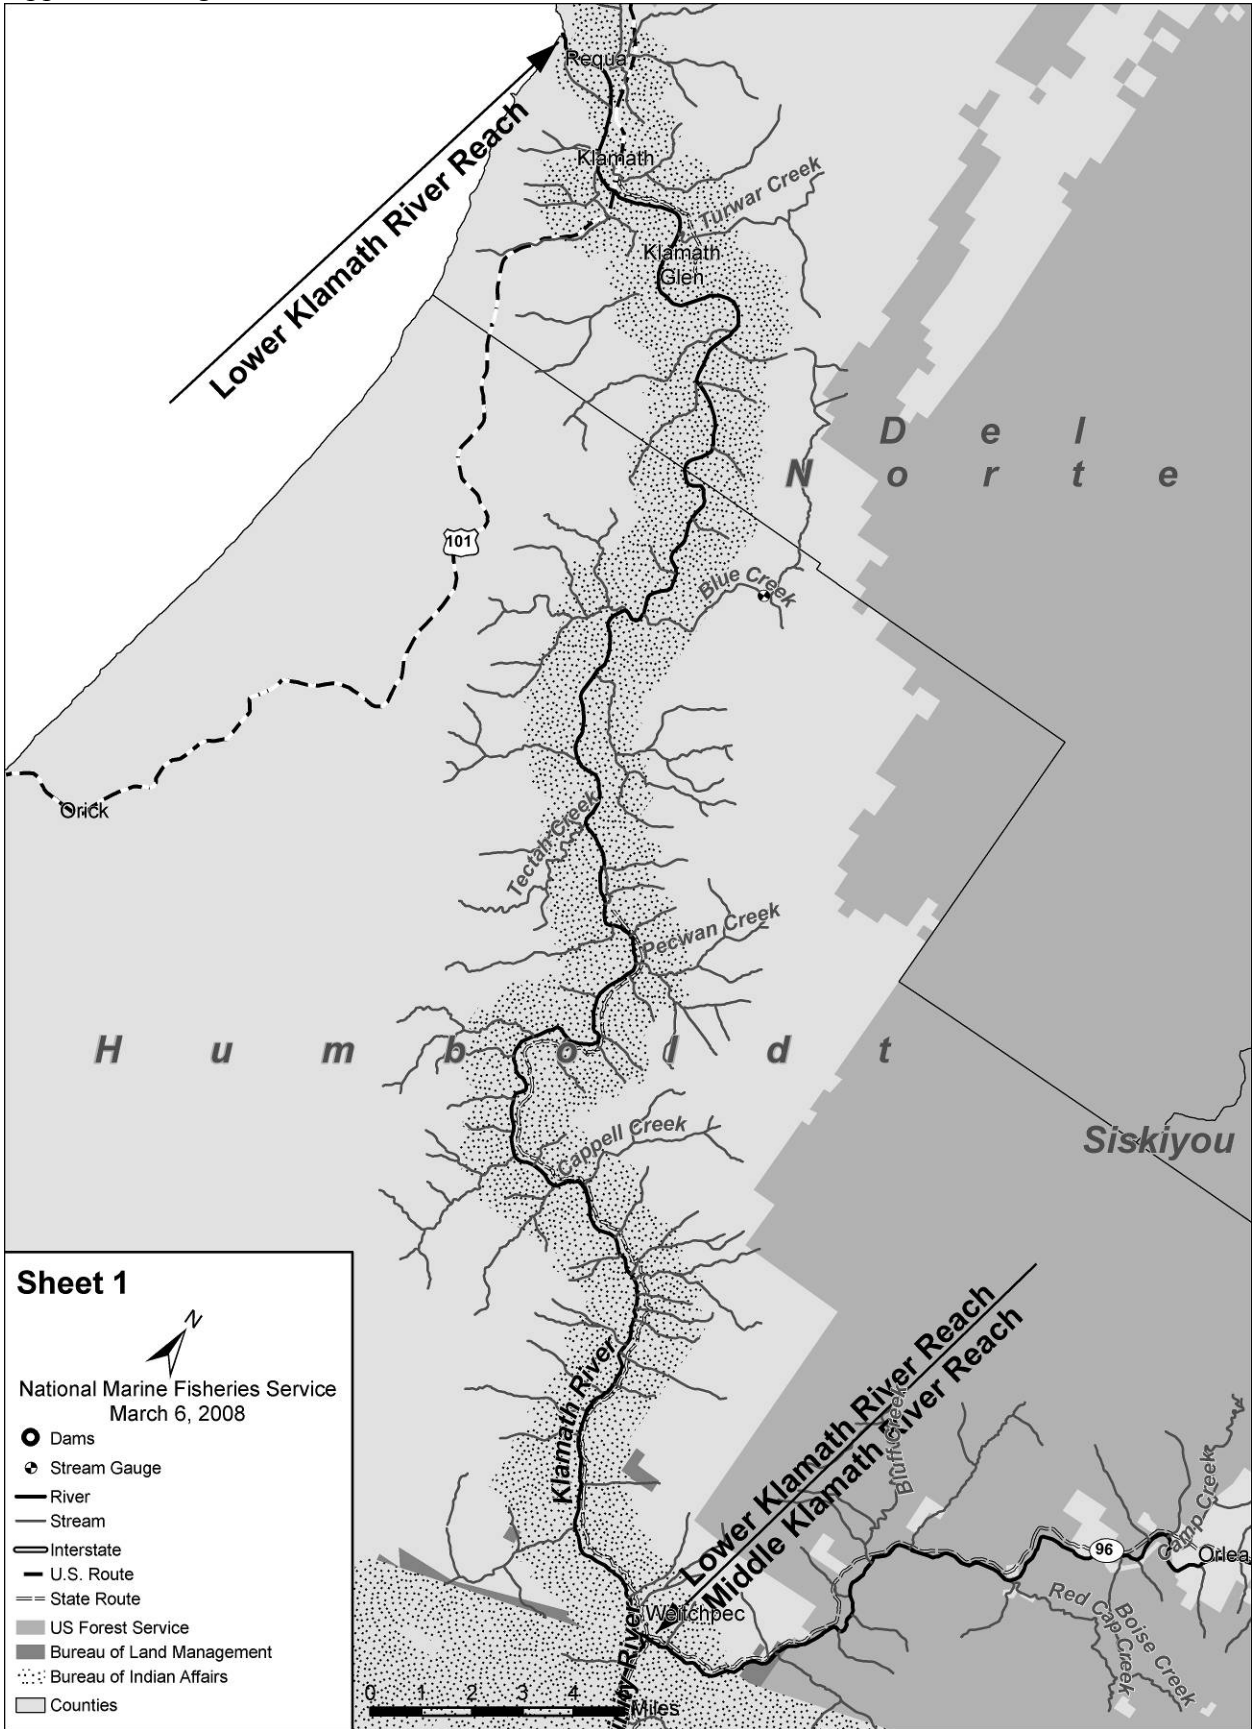 Requa
Klamath
Turwar Creek
Lower Klamath River Reach
Klamath
Glen
D e l
N o r t e
101
Blue Creek
Orick
Tectah Creek
Pecwan Creek
H u m b o l d t
Cappell Creek
Siskiyou
Klamath River
Lower Klamath River Reach
Middle Klamath River Reach
Bluff Creek
Camp Creek
96
Orlea
Red Cap Creek
Boise Creek
Weitchpec
inity River
Sheet 1
N
National Marine Fisheries Service
March 6, 2008
Dams
Stream Gauge
River
Stream
Interstate
U.S. Route
State Route
US Forest Service
Bureau of Land Management
Bureau of Indian Affairs
Counties
0 1 2 3 4
Miles